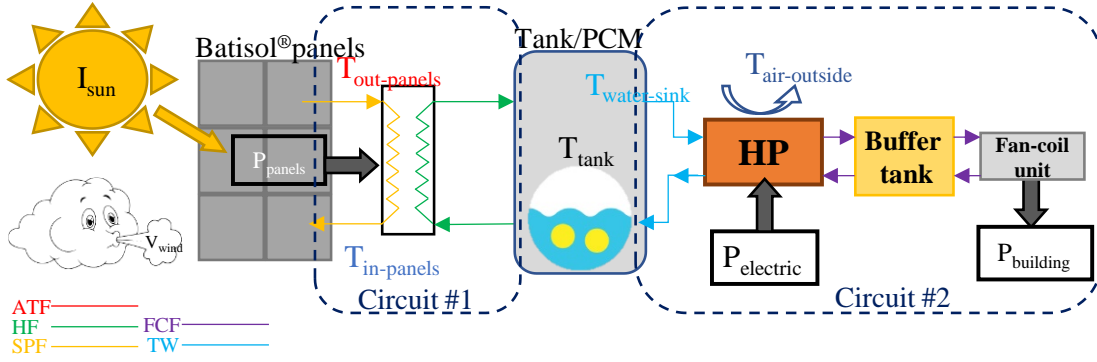 I_sun
Batisol®panels
P_panels
V_wind
T_out-panels
T_in-panels
Circuit #1
Tank/PCM
T_tank
T_water-sink
T_air-outside
HP
Buffer
tank
Fan-coil
unit
P_electric
P_building
Circuit #2
ATF
HF
SPF
FCF
TW